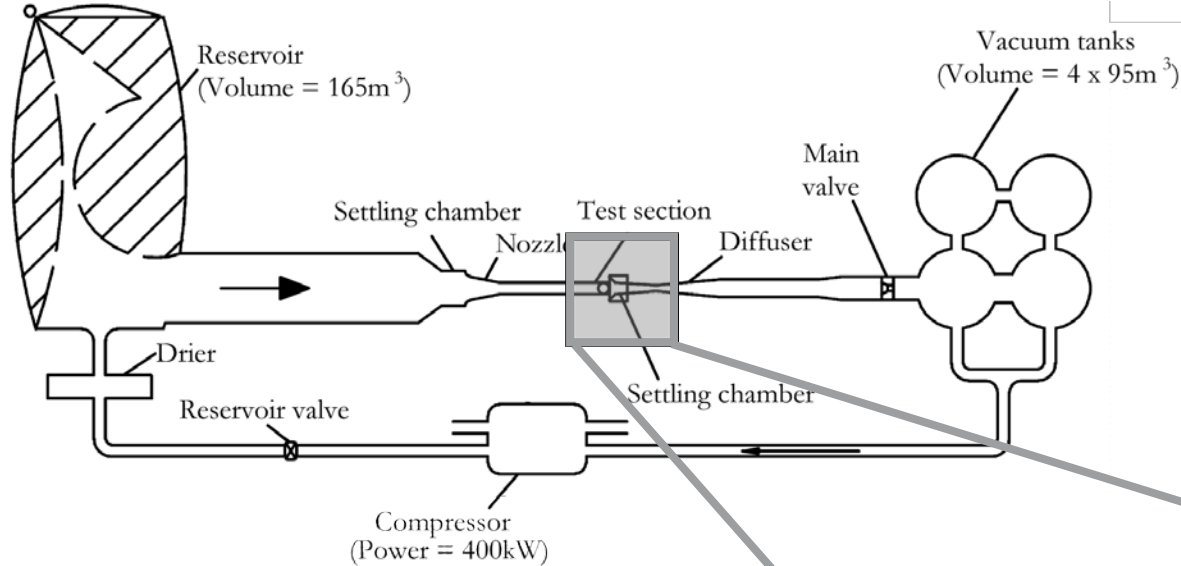 Reservoir
(Volume = 165m³)
Vacuum tanks
(Volume = 4 x 95m³)
Main
valve
Settling chamber
Test section
Nozzle
Diffuser
Drier
Settling chamber
Reservoir valve
Compressor
(Power = 400kW)